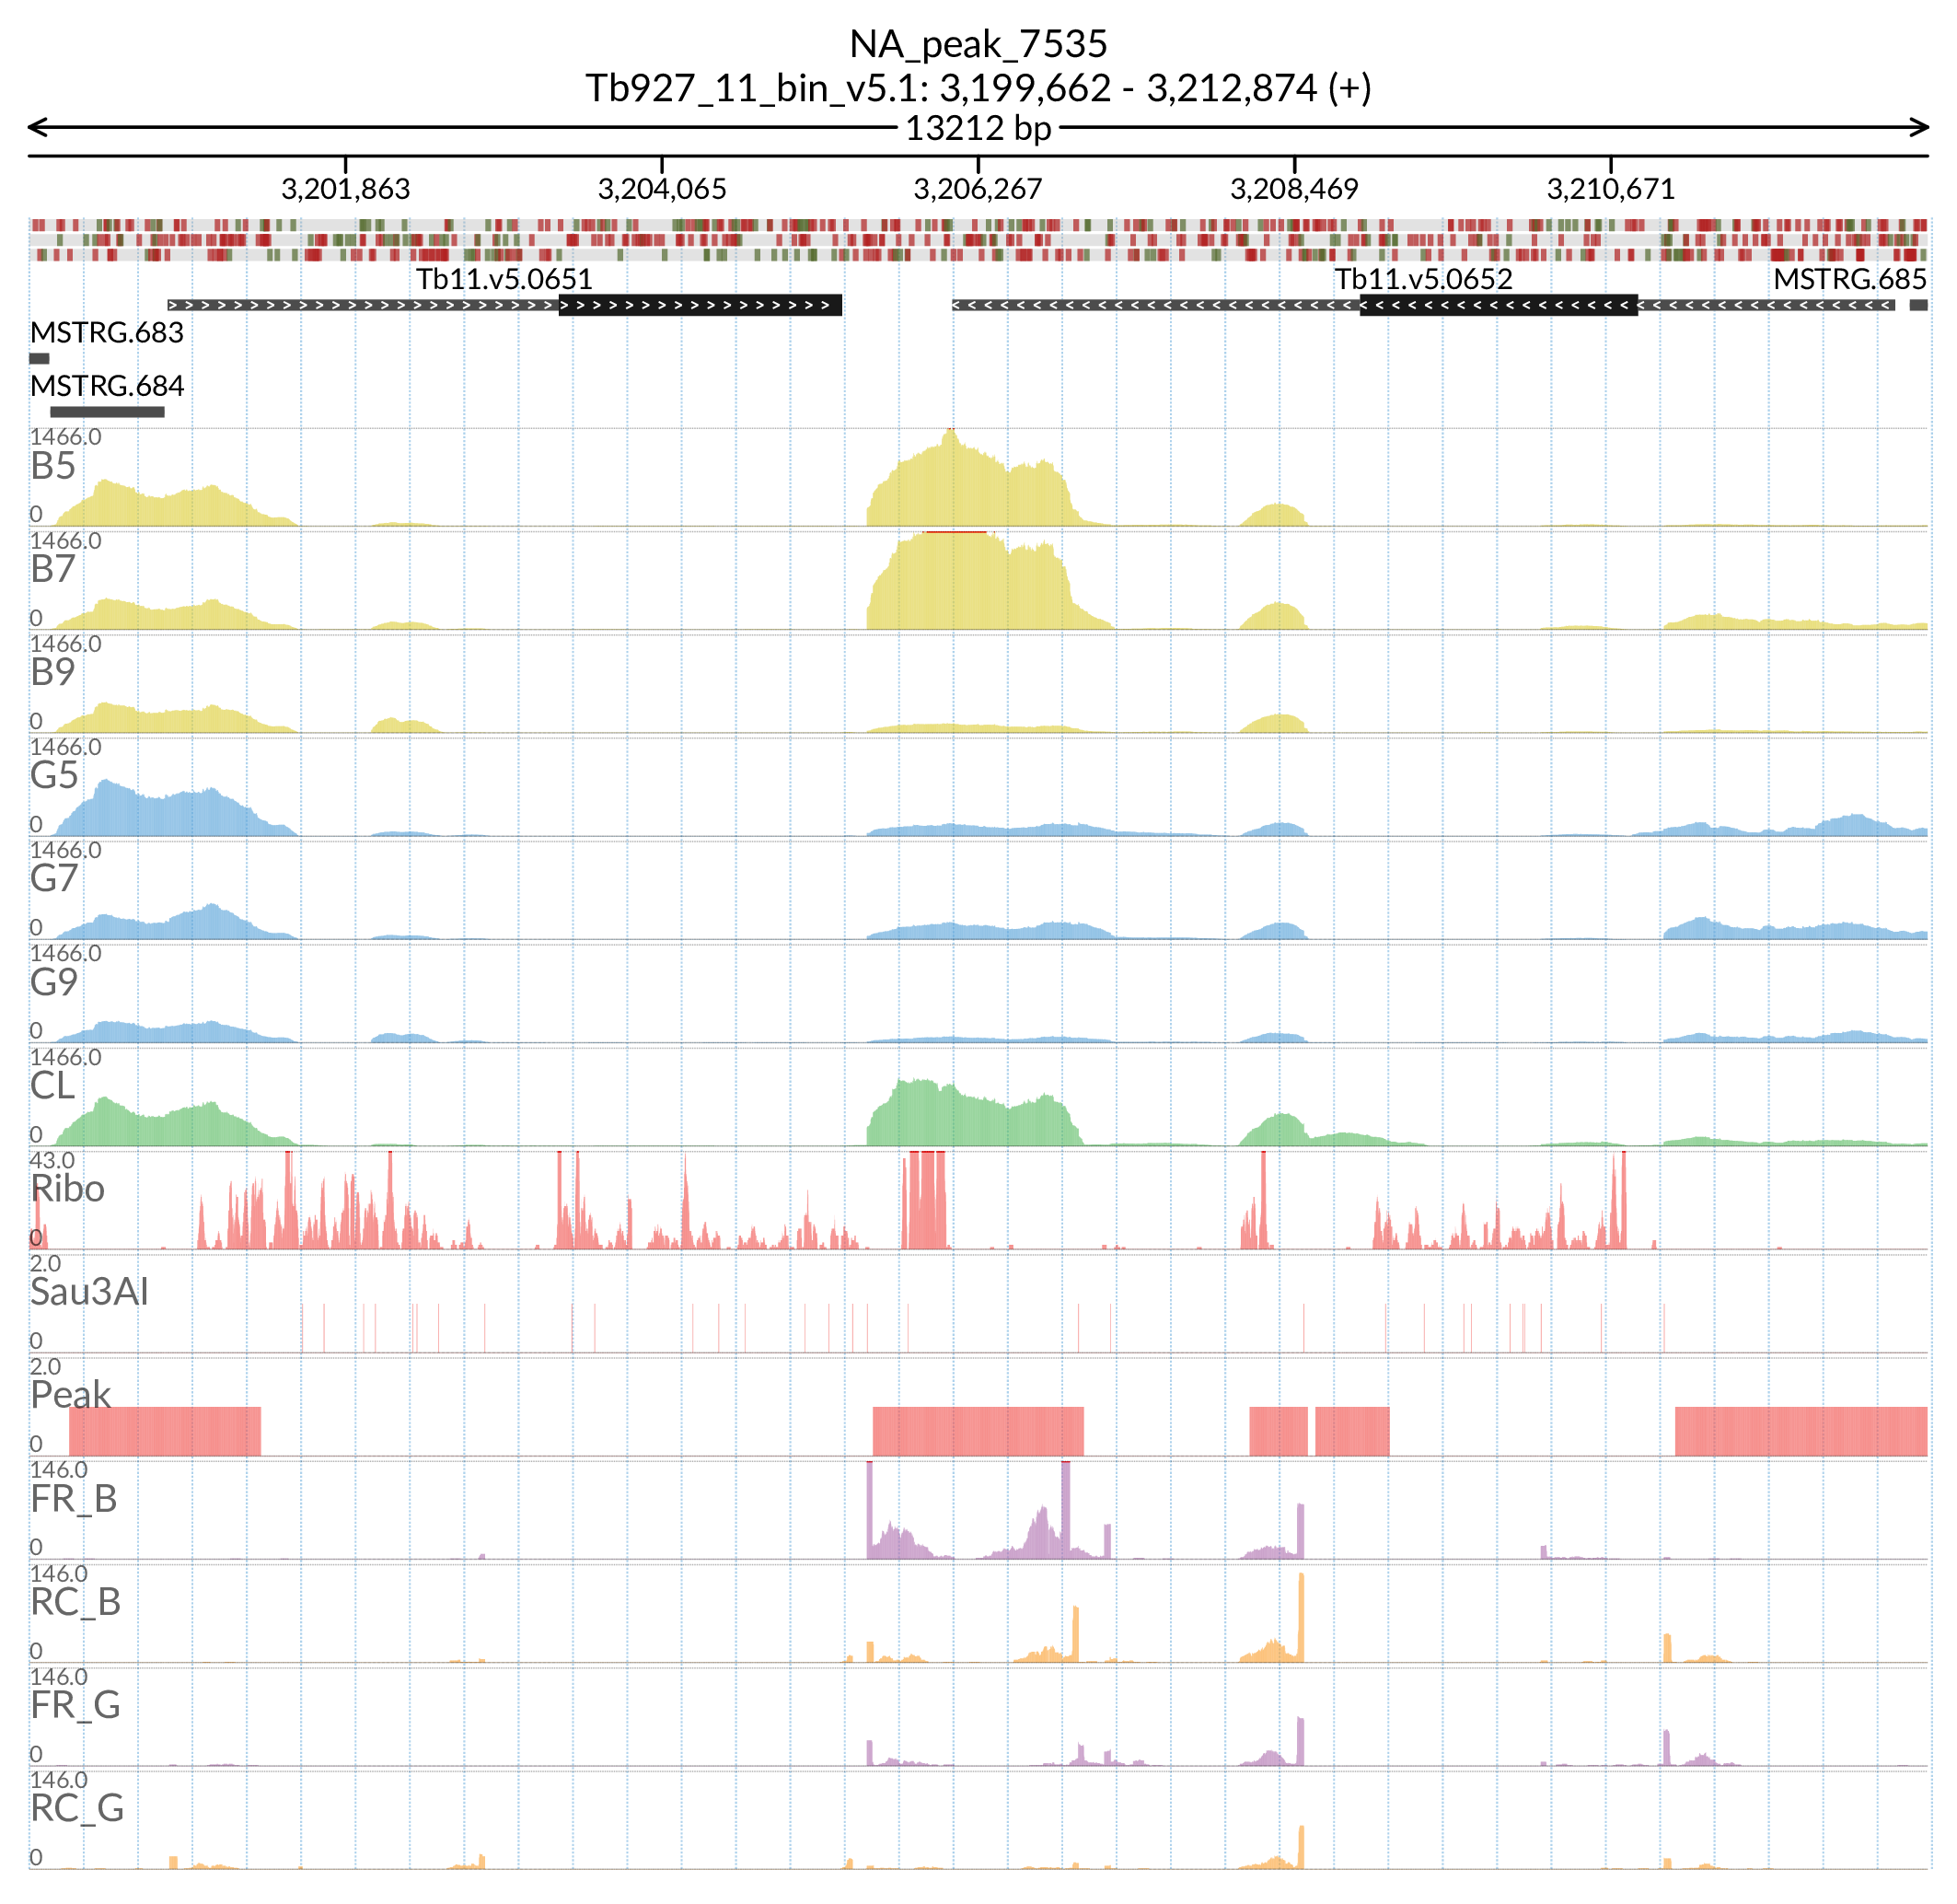 NA_peak_7535
Tb927_11_bin_v5.1: 3,199,662 - 3,212,874 (+)
13212 bp
3,201,863 3,204,065 3,206,267 3,208,469 3,210,671
Tb11.v5.0651 Tb11.v5.0652 MSTRG.685
MSTRG.683
MSTRG.684
1466.0
B5
0
1466.0
B7
0
1466.0
B9
0
1466.0
G5
0
1466.0
G7
0
1466.0
G9
0
1466.0
CL
0
43.0
Ribo
0
2.0
Sau3AI
0
2.0
Peak
0
146.0
FR_B
0
146.0
RC_B
0
146.0
FR_G
0
146.0
RC_G
0